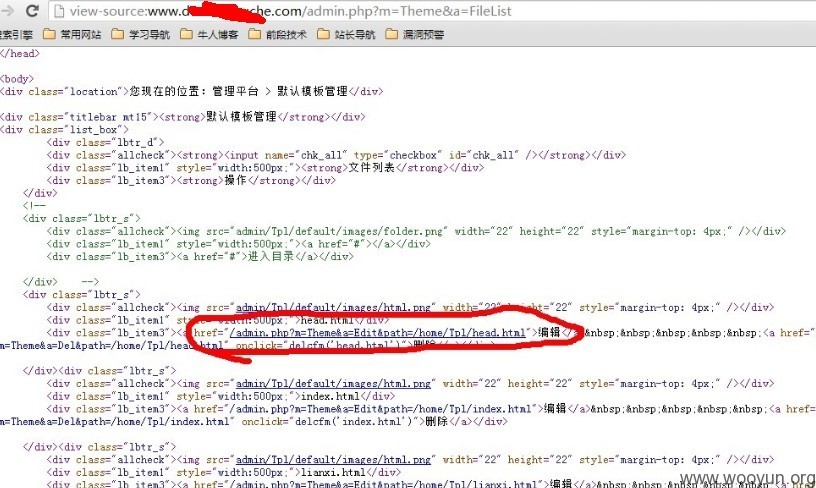 view-source:www.d che.com/admin.php?m=Theme&a=FileList
索引擎 常用网站 学习导航 牛人博客 前段技术 站长导航 漏洞预警
</head>
<body>
<div class="location">您现在的位置: 管理平台 > 默认模板管理</div>
<div class="titlebar mt15"><strong>默认模板管理</strong></div>
<div class="list_box">
<div class="lbtr_d">
<div class="allcheck"><strong><input name="chk_all" type="checkbox" id="chk_all" /></strong></div>
<div class="lb_item1" style="width:500px;"><strong>文件列表</strong></div>
<div class="lb_item3"><strong>操作</strong></div>
</div>
<!--
<div class="lbtr_s">
<div class="allcheck"><img src="admin/Tpl/default/images/folder.png" width="22" height="22" style="margin-top: 4px;" /></div>
<div class="lb_item1" style="width:500px;"><a href="#"></a></div>
<div class="lb_item3"><a href="#">进入目录</a></div>
</div> -->
<div class="lbtr_s">
<div class="allcheck"><img src="admin/Tpl/default/images/html.png" width="22" height="22" style="margin-top: 4px;" /></div>
<div class="lb_item1" style="width:500px;">head.html</div>
<div class="lb_item3"><a href="/admin.php?m=Theme&a=Edit&path=/home/Tpl/head.html">编辑</a>&nbsp;&nbsp;&nbsp;&nbsp;&nbsp;<a href="
m=Theme&a=Del&path=/home/Tpl/head.html" onclick="delcfm('head.html')">删除</a></div>
</div><div class="lbtr_s">
<div class="allcheck"><img src="admin/Tpl/default/images/html.png" width="22" height="22" style="margin-top: 4px;" /></div>
<div class="lb_item1" style="width:500px;">index.html</div>
<div class="lb_item3"><a href="/admin.php?m=Theme&a=Edit&path=/home/Tpl/index.html">编辑</a>&nbsp;&nbsp;&nbsp;&nbsp;&nbsp;<a href="
m=Theme&a=Del&path=/home/Tpl/index.html" onclick="delcfm('index.html')">删除</a></div>
</div><div class="lbtr_s">
<div class="allcheck"><img src="admin/Tpl/default/images/html.png" width="22" height="22" style="margin-top: 4px;" /></div>
<div class="lb_item1" style="width:500px;">lianxi.html</div>
<div class="lb_item3"><a href="/admin.php?m=Theme&a=Edit&path=/home/Tpl/lianxi.html">编辑</a>
www.wooyun.org